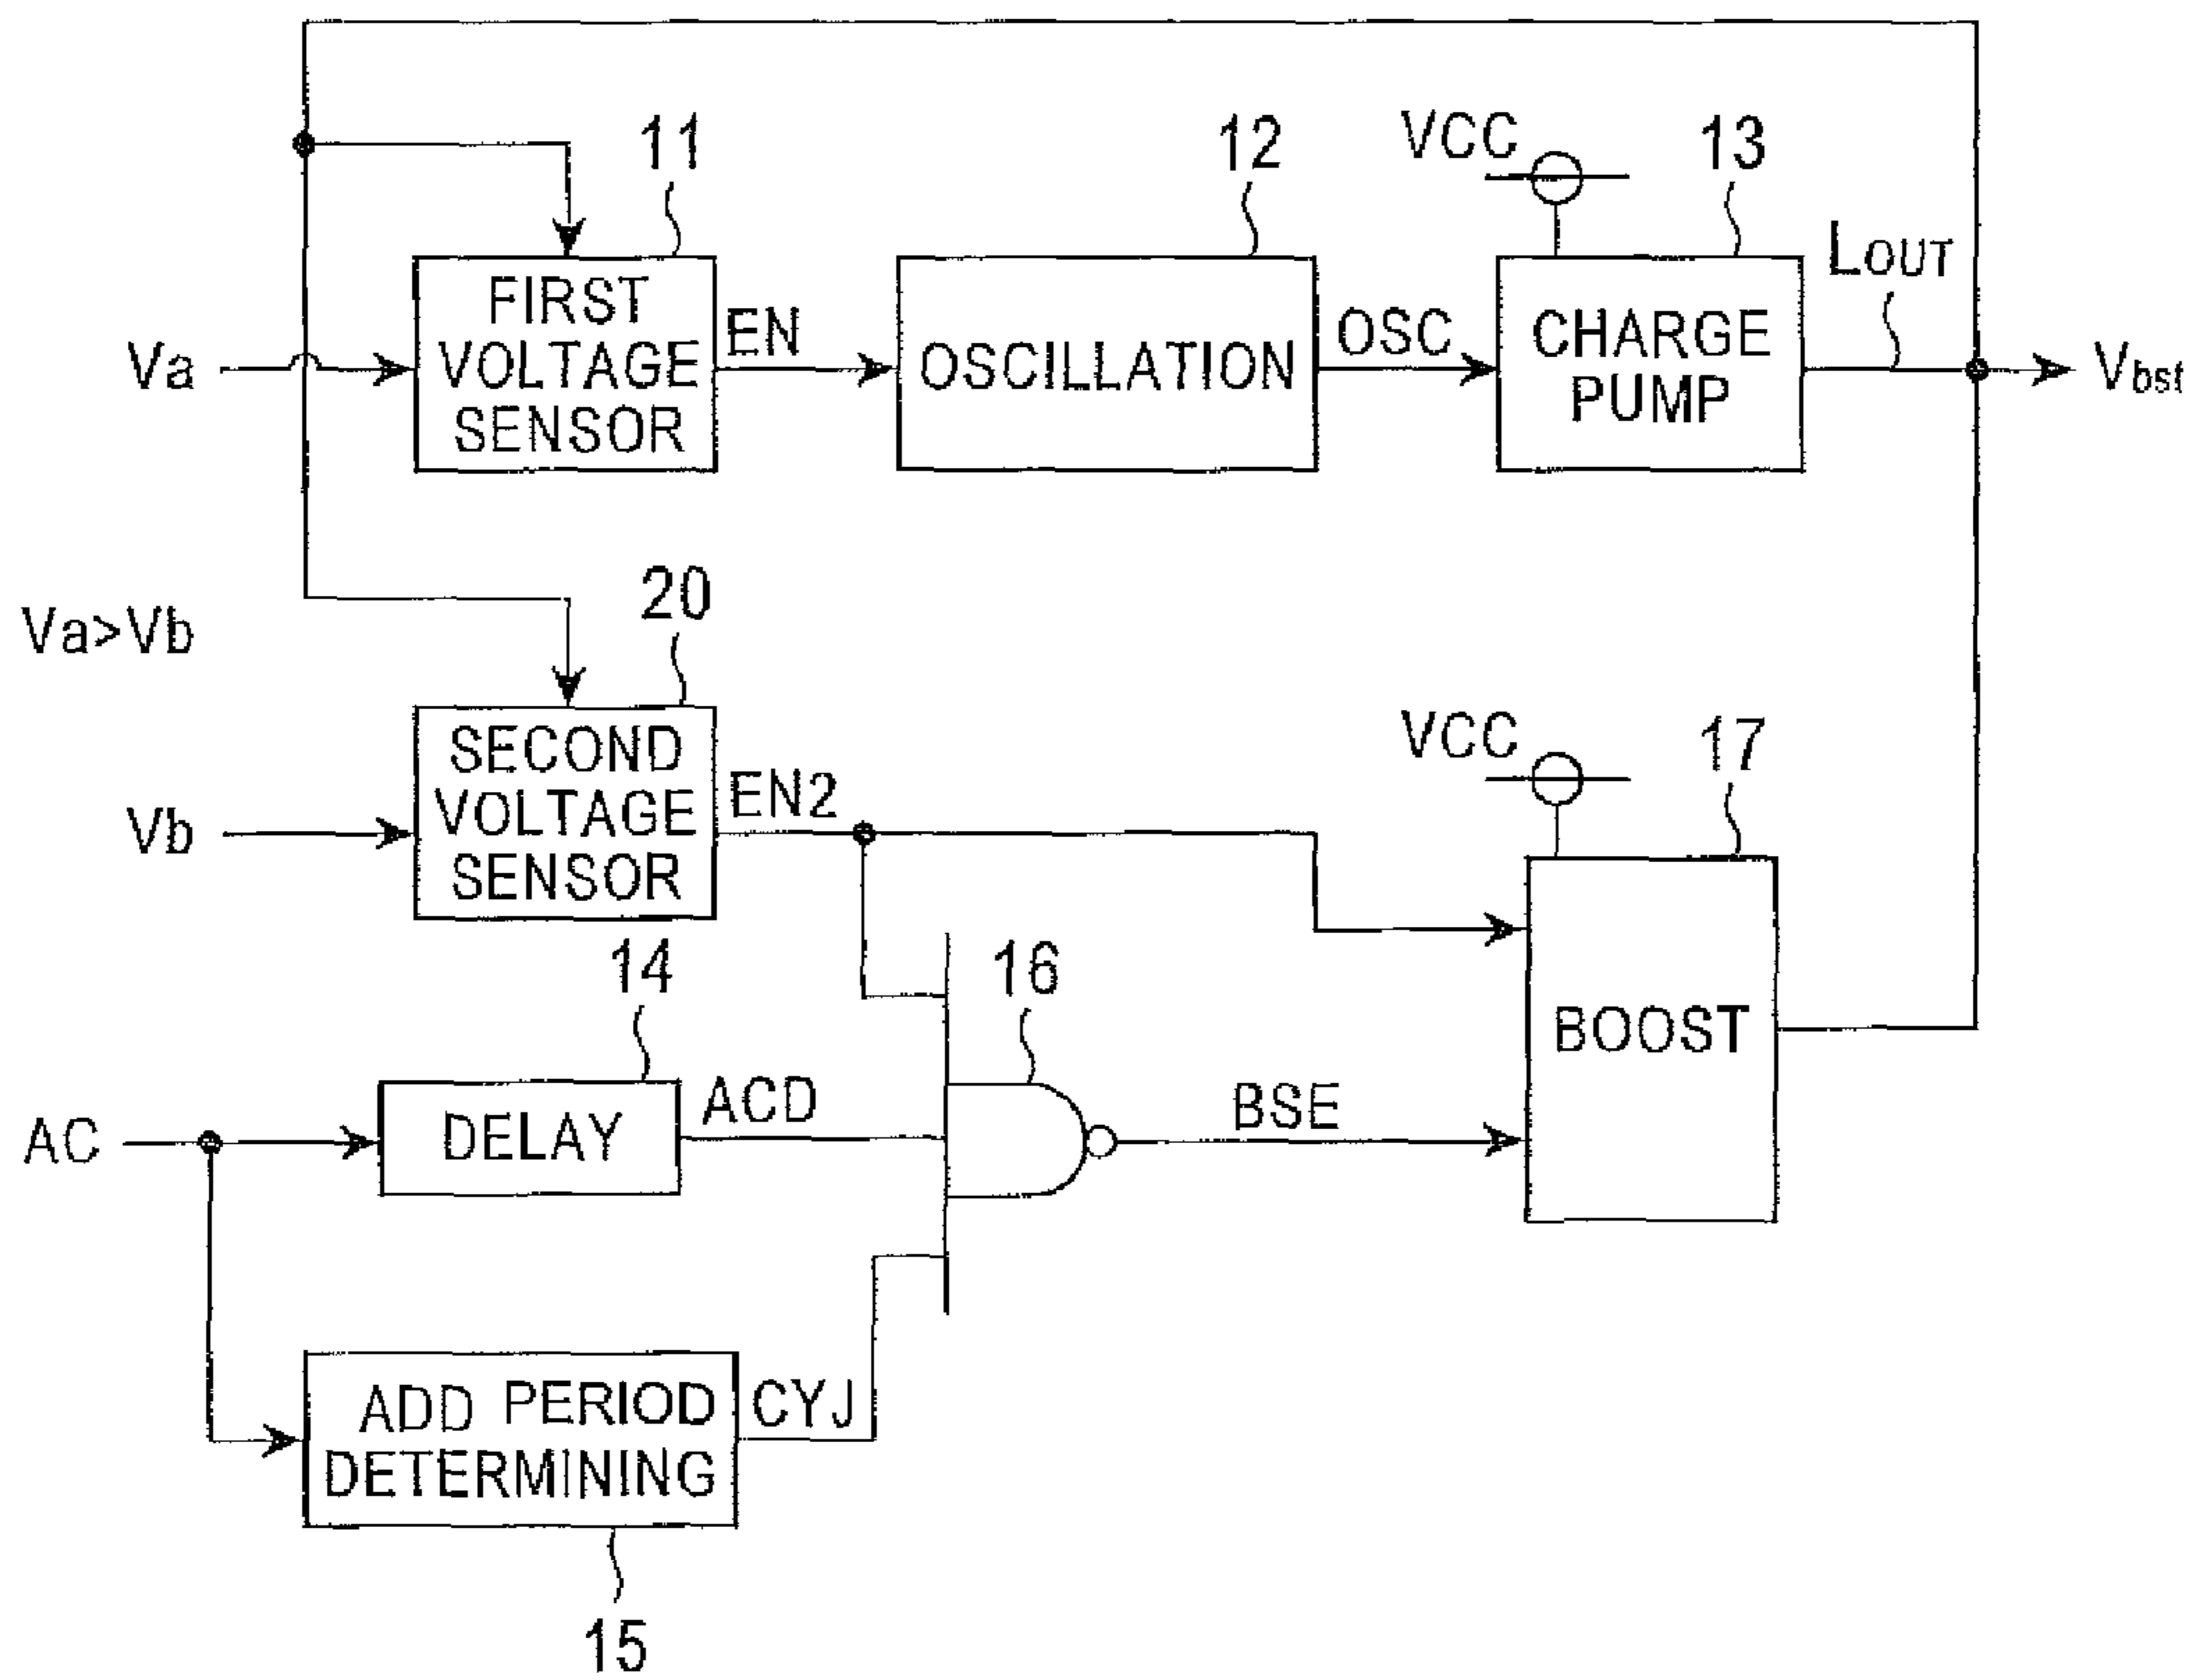 11
12
VCC
13
LOUT
Va
FIRST
VOLTAGE
SENSOR
EN
OSCILLATION
OSC
CHARGE
PUMP
Vbst
Va>Vb
20
Vb
SECOND
VOLTAGE
SENSOR
EN2
VCC
17
BOOST
14
16
AC
DELAY
ACD
BSE
ADD PERIOD
DETERMINING
CYJ
15